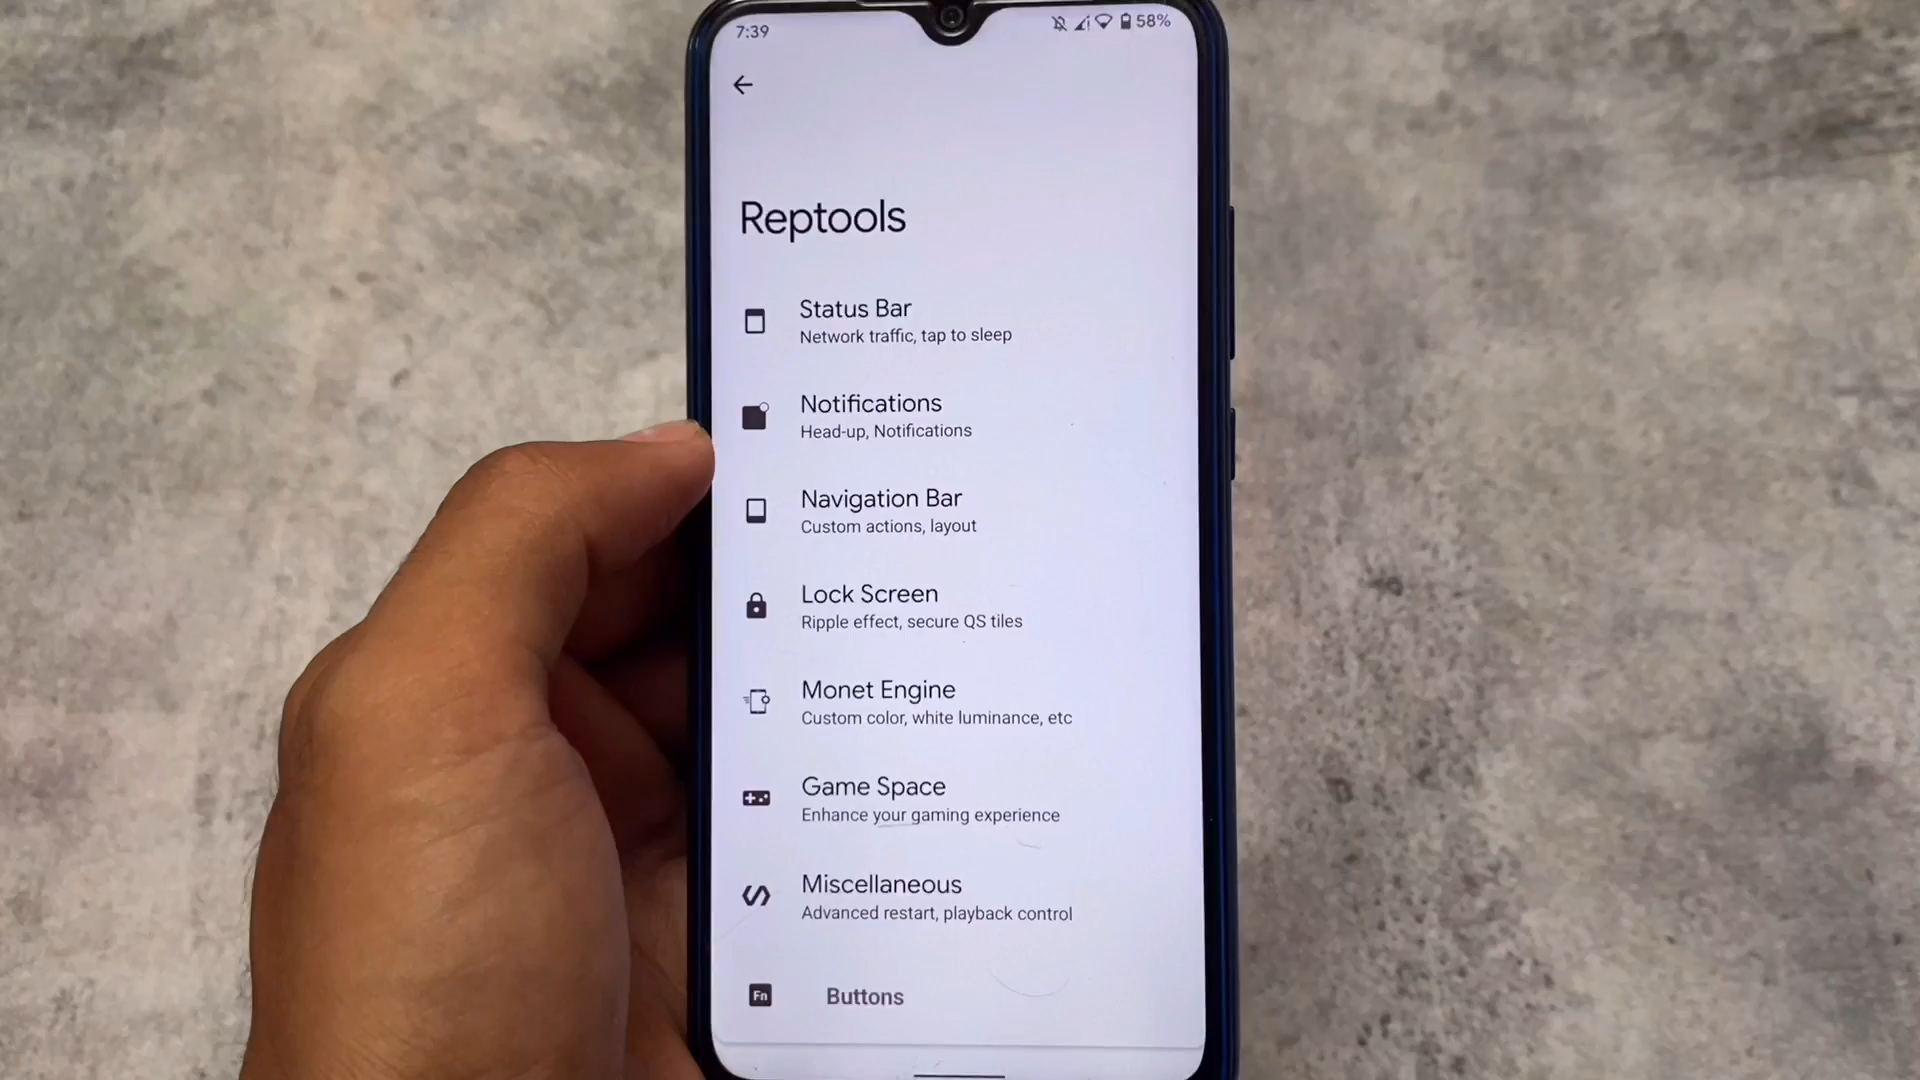 7:39
58%
Reptools
Status Bar
Network traffic, tap to sleep
Notifications
Head-up, Notifications
Navigation Bar
Custom actions, layout
Lock Screen
Ripple effect, secure QS tiles
Monet Engine
Custom color, white luminance, etc
Game Space
Enhance your gaming experience
Miscellaneous
Advanced restart, playback control
Fn
Buttons